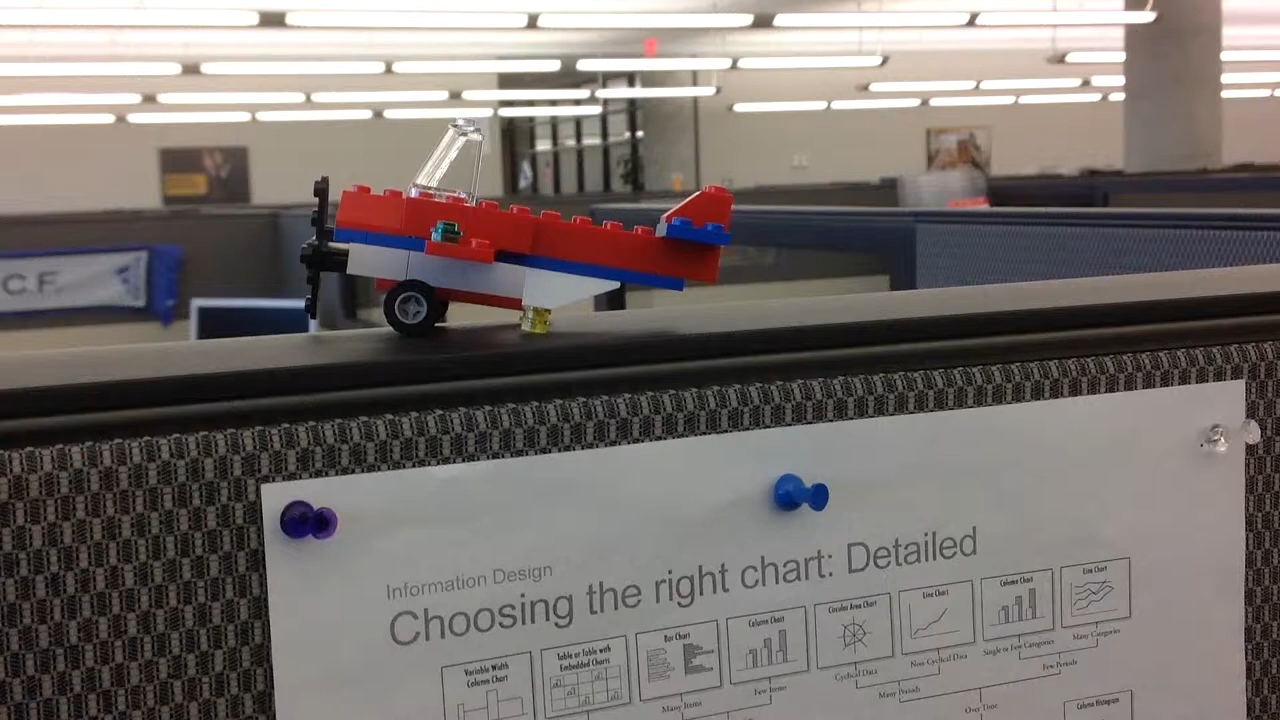 C.F.
Information Design
Choosing the right chart: Detailed
Variable Width
Column Chart
Table or Table with
Embedded Charts
Bar Chart
Column Chart
Circular Area Chart
Line Chart
Column Chart
Line Chart
Many Items
Few Items
Cyclical Data
Non-Cyclical Data
Single or Few Categories
Many Categories
Many Periods
Few Periods
Over Time
Column Histogram